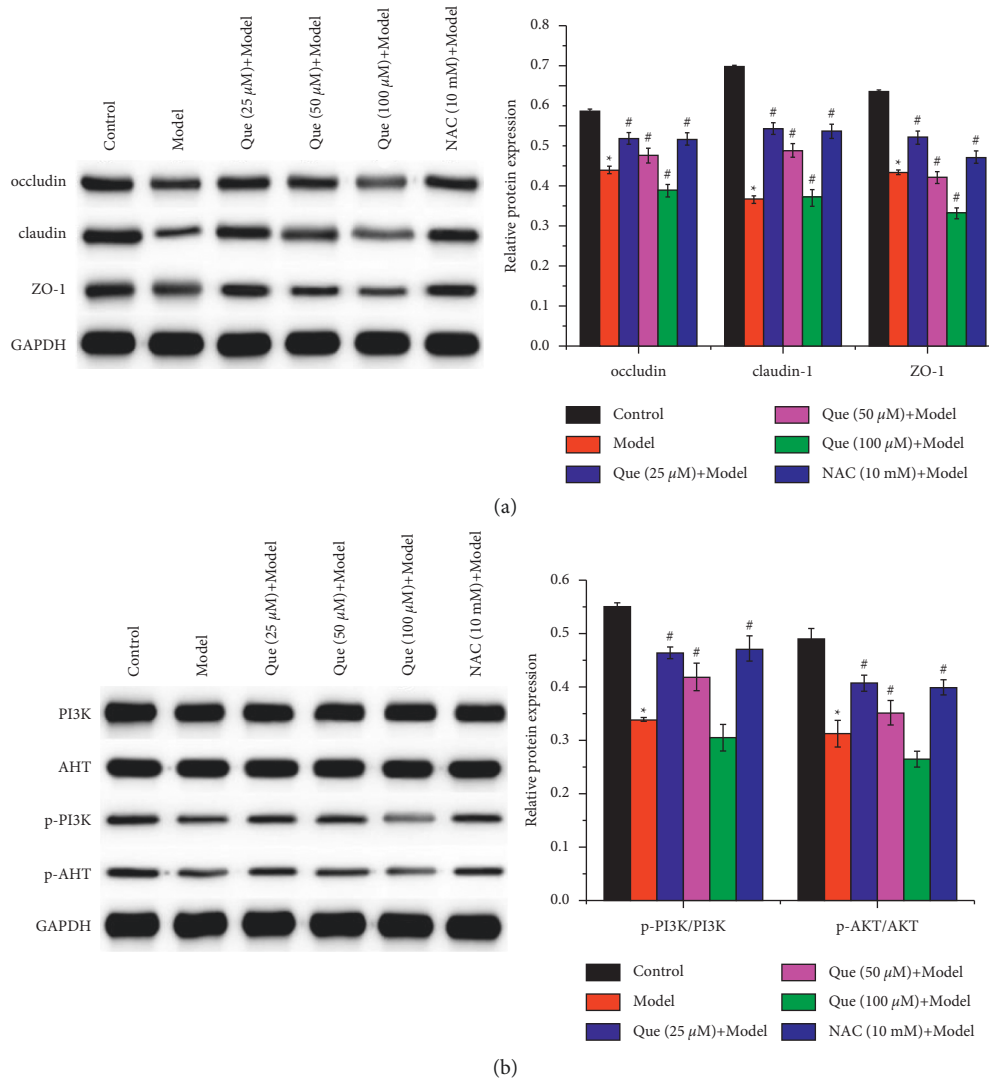 Control
Model
Que (25 μM)+Model
Que (50 μM)+Model
Que (100 μM)+Model
NAC (10 mM)+Model
occludin
claudin
ZO-1
GAPDH
Relative protein expression
0.8
0.7
0.6
0.5
0.4
0.3
0.2
0.1
0.0
# # # # # # # # #
* * *
occludin claudin-1 ZO-1
Control
Model
Que (25 μM)+Model
Que (50 μM)+Model
Que (100 μM)+Model
NAC (10 mM)+Model
(a)
Control
Model
Que (25 μM)+Model
Que (50 μM)+Model
Que (100 μM)+Model
NAC (10 mM)+Model
PI3K
AHT
p-PI3K
p-AHT
GAPDH
Relative protein expression
0.6
0.5
0.4
0.3
0.2
0.1
0.0
# # # # # #
* *
p-PI3K/PI3K p-AKT/AKT
Control
Model
Que (25 μM)+Model
Que (50 μM)+Model
Que (100 μM)+Model
NAC (10 mM)+Model
(b)